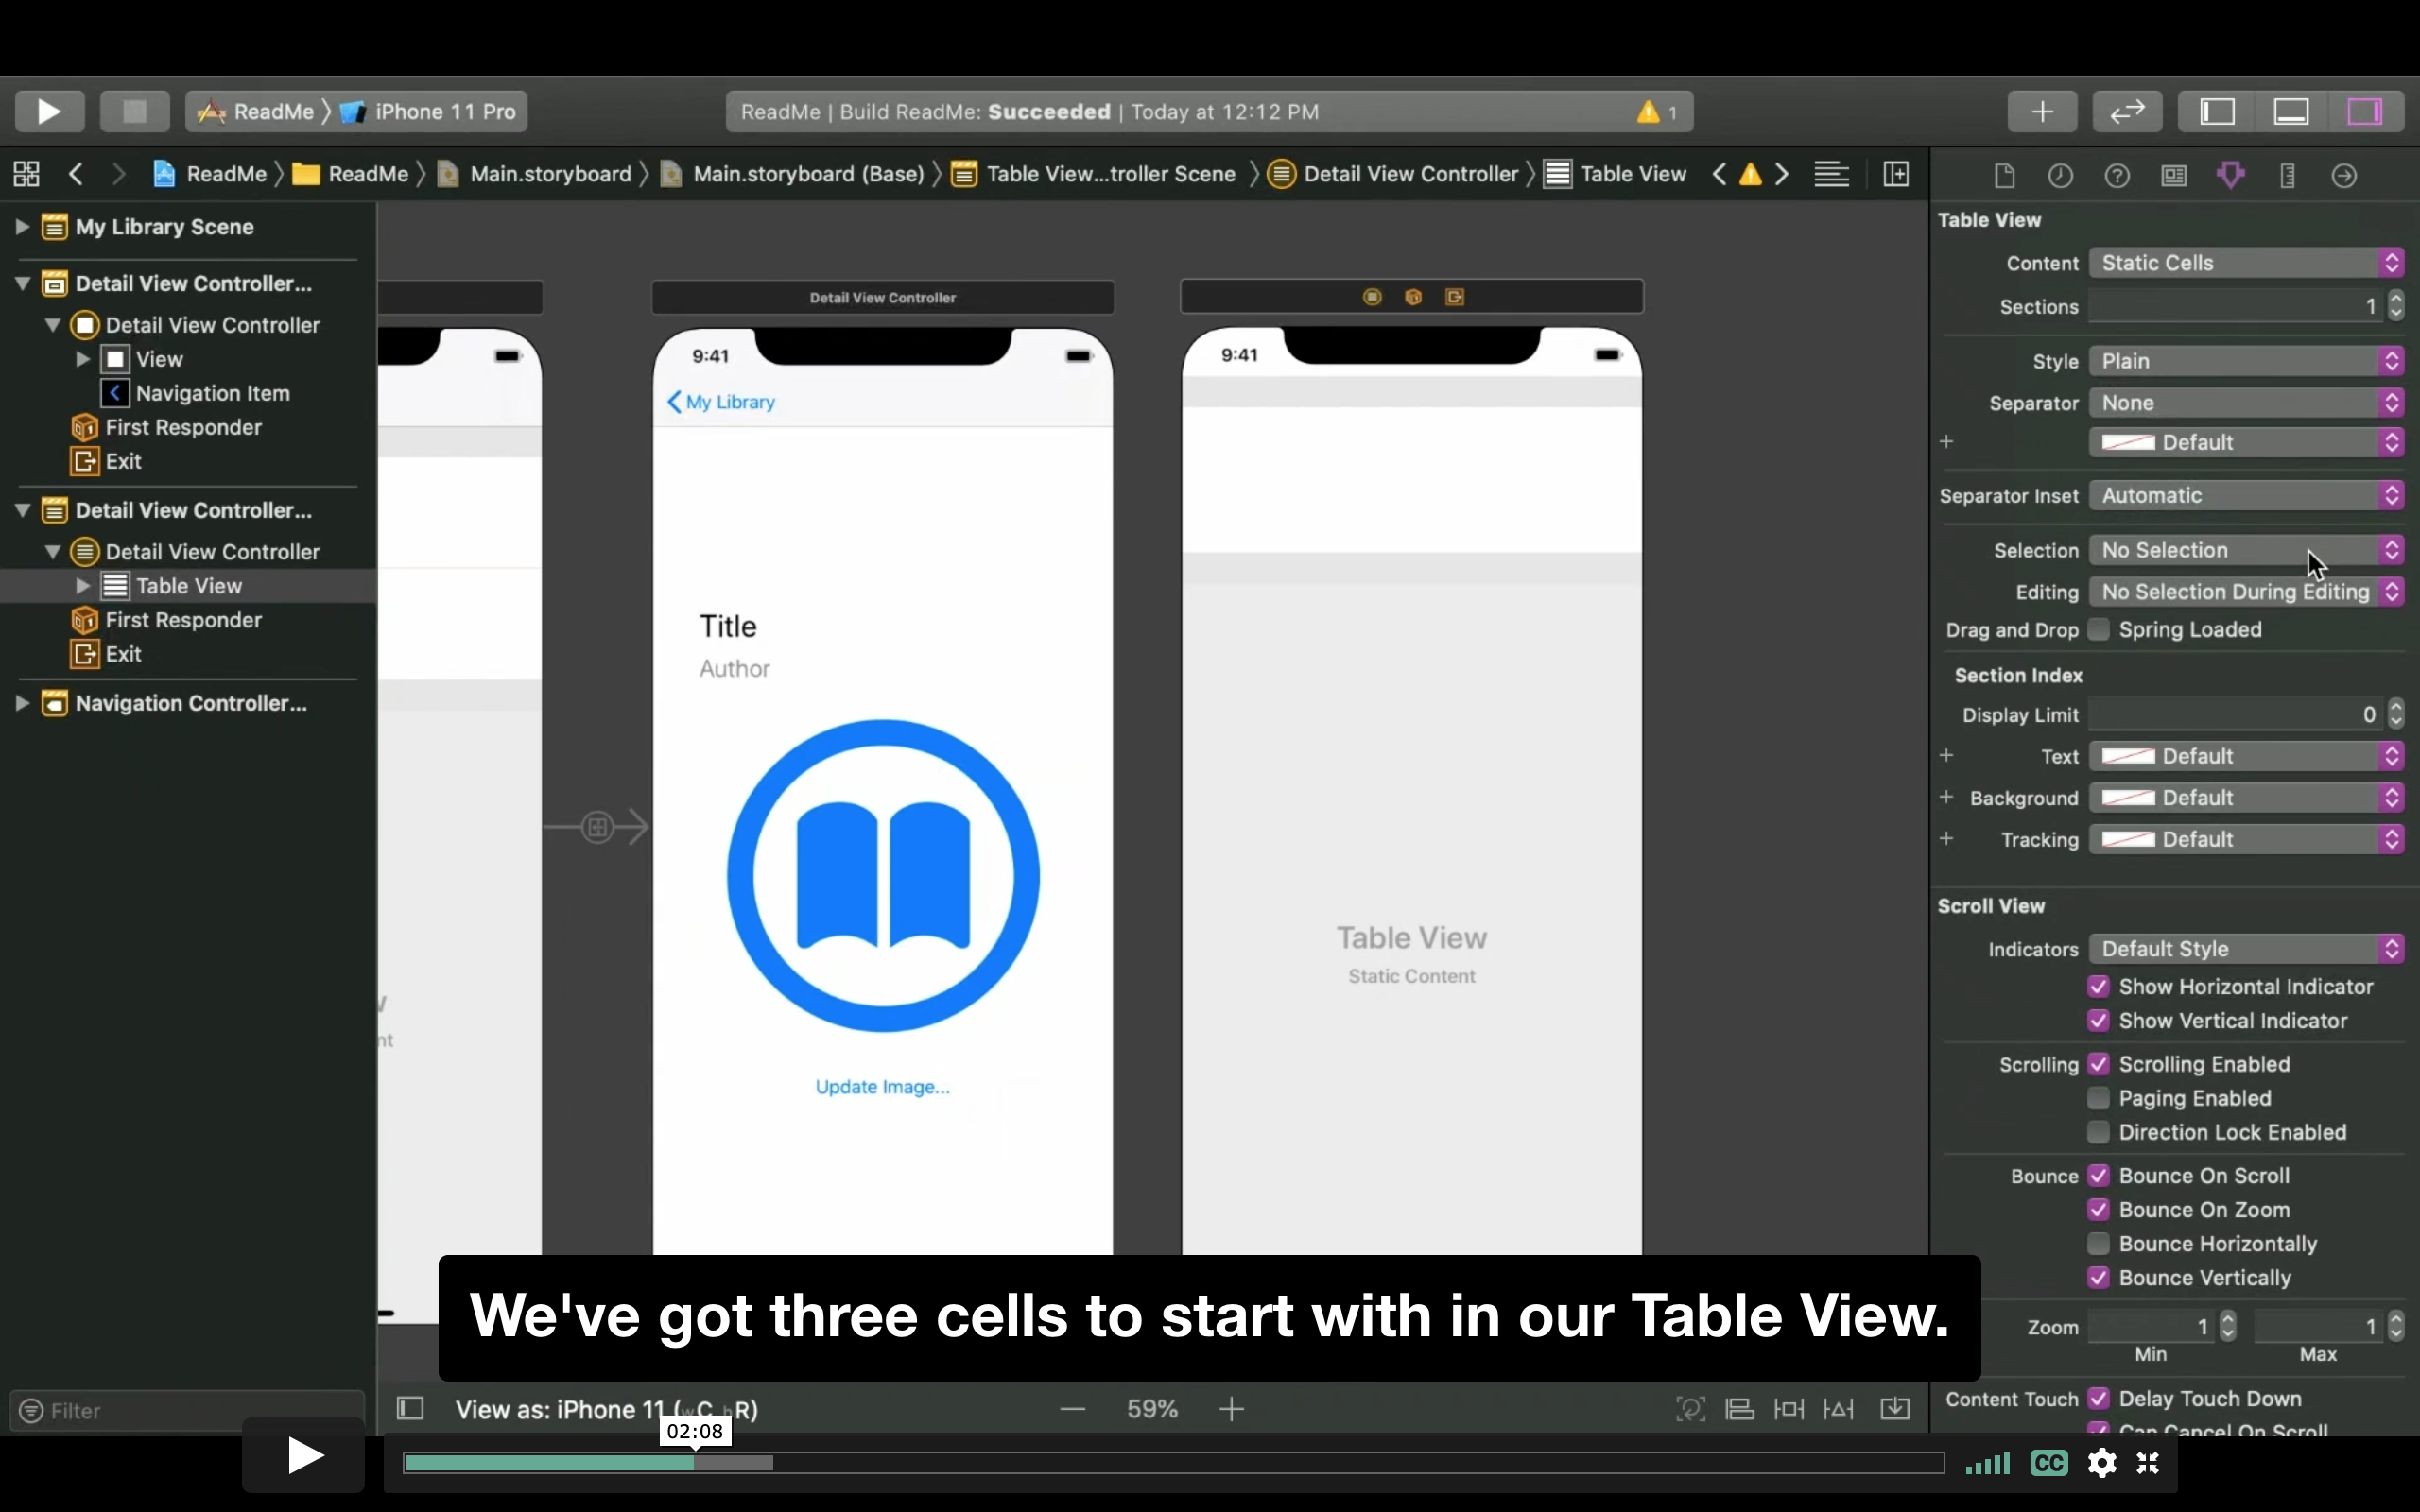 ReadMe 〉 iPhone 11 Pro
ReadMe | Build ReadMe: Succeeded | Today at 12:12 PM
1
ReadMe 〉 ReadMe 〉 Main.storyboard 〉 Main.storyboard (Base) 〉 Table View...troller Scene 〉 Detail View Controller 〉 Table View
My Library Scene
Detail View Controller...
Detail View Controller
View
Navigation Item
First Responder
Exit
Detail View Controller...
Detail View Controller
Table View
First Responder
Exit
Navigation Controller...
Filter
Detail View Controller
9:41
My Library
Title
Author
Update Image...
9:41
Table View
Static Content
Table View
Content Static Cells
Sections 1
Style Plain
Separator None
+ Default
Separator Inset Automatic
Selection No Selection
Editing No Selection During Editing
Drag and Drop Spring Loaded
Section Index
Display Limit 0
+ Text Default
+ Background Default
+ Tracking Default
Scroll View
Indicators Default Style
Show Horizontal Indicator
Show Vertical Indicator
Scrolling Scrolling Enabled
Paging Enabled
Direction Lock Enabled
Bounce Bounce On Scroll
Bounce On Zoom
Bounce Horizontally
Bounce Vertically
Zoom 1 1
Min Max
Content Touch Delay Touch Down
Can Cancel On Scroll
We've got three cells to start with in our Table View.
View as: iPhone 11 (wC hR)
59%
02:08
CC